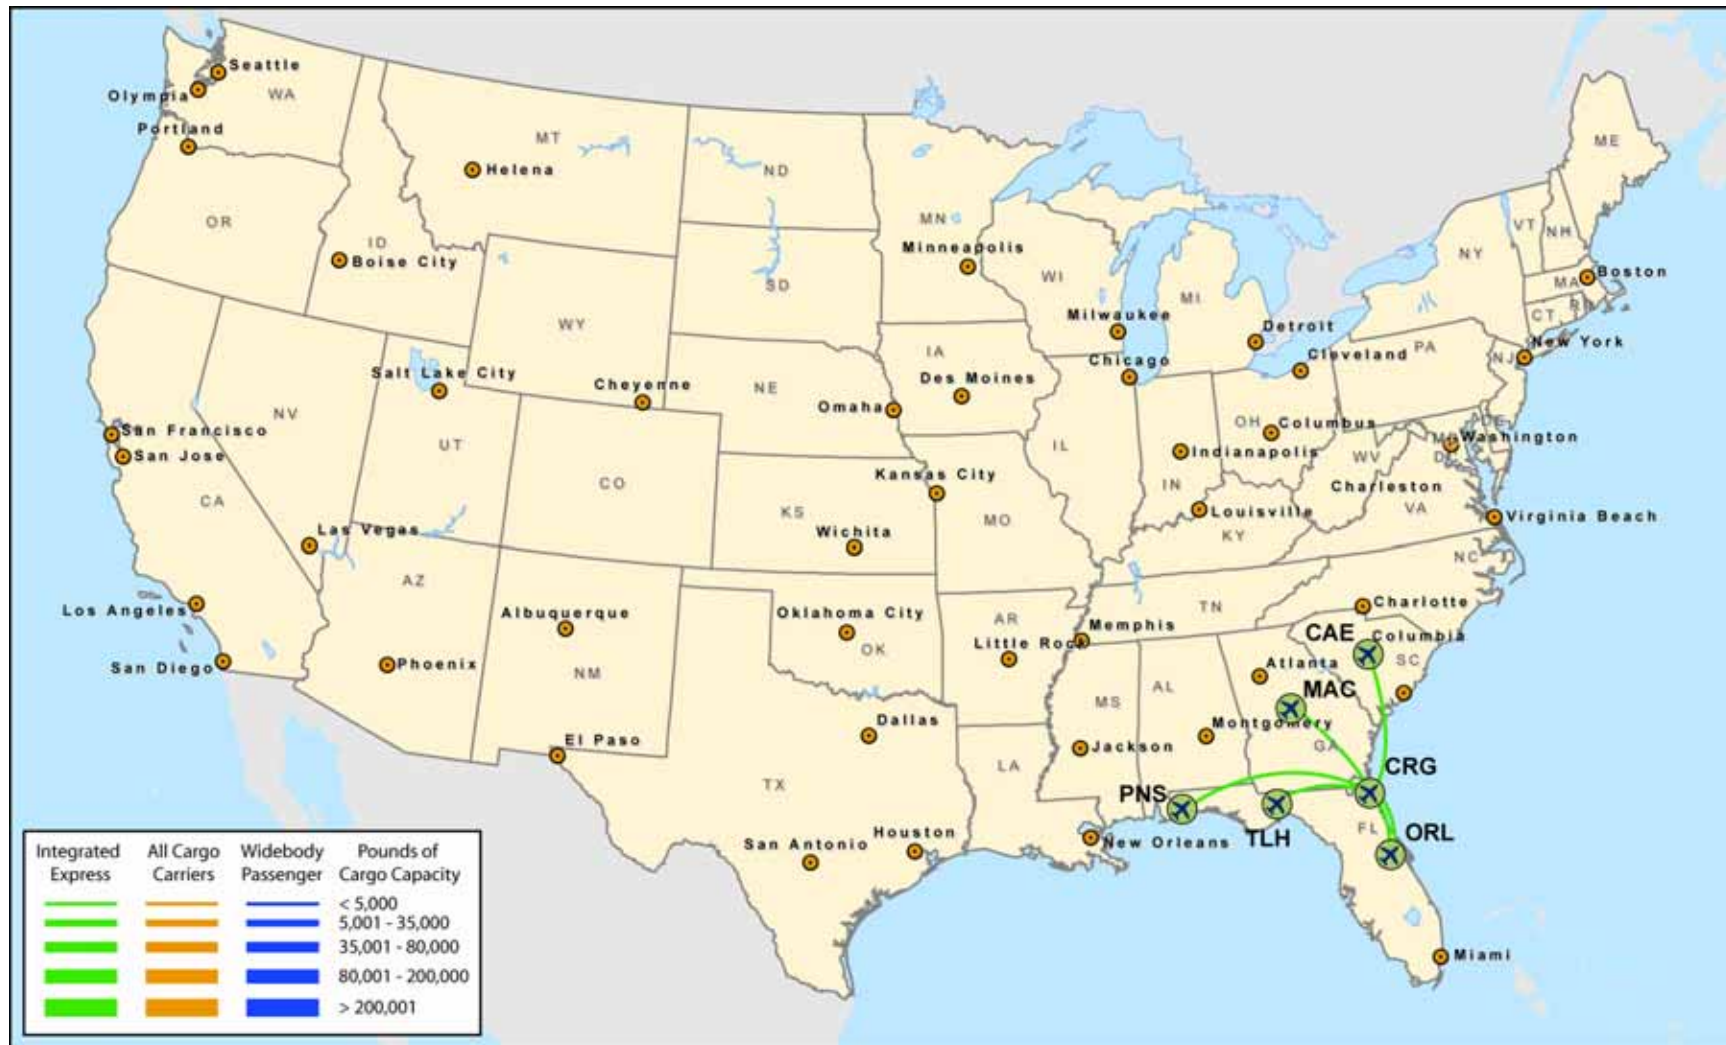 Seattle
WA
Olympia
Portland
MT
Helena
ND
MN
ME
OR
ID
Boise City
Minneapolis
WI
SD
MI
NY
VT
NH
MA
Boston
WY
Milwaukee
Detroit
CT
New York
IA
Chicago
Cleveland
PA
NJ
Salt Lake City
Cheyenne
NE
Des Moines
Omaha
NV
UT
OH
Columbus
DE
Washington
San Francisco
San Jose
CA
CO
Kansas City
IL
IN
Indianapolis
WV
Charleston
VA
Virginia Beach
KS
MO
Louisville
KY
Las Vegas
Wichita
NC
AZ
Los Angeles
Albuquerque
Oklahoma City
AR
TN
Charlotte
San Diego
Phoenix
NM
OK
Little Rock
Memphis
CAE
Columbia
SC
Atlanta
MAC
MS
AL
Dallas
Montgomery
GA
El Paso
Jackson
TX
LA
CRG
PNS
TLH
FL
ORL
San Antonio
Houston
New Orleans
Miami
Integrated
Express
All Cargo
Carriers
Widebody
Passenger
Pounds of
Cargo Capacity
< 5,000
5,001 - 35,000
35,001 - 80,000
80,001 - 200,000
> 200,001